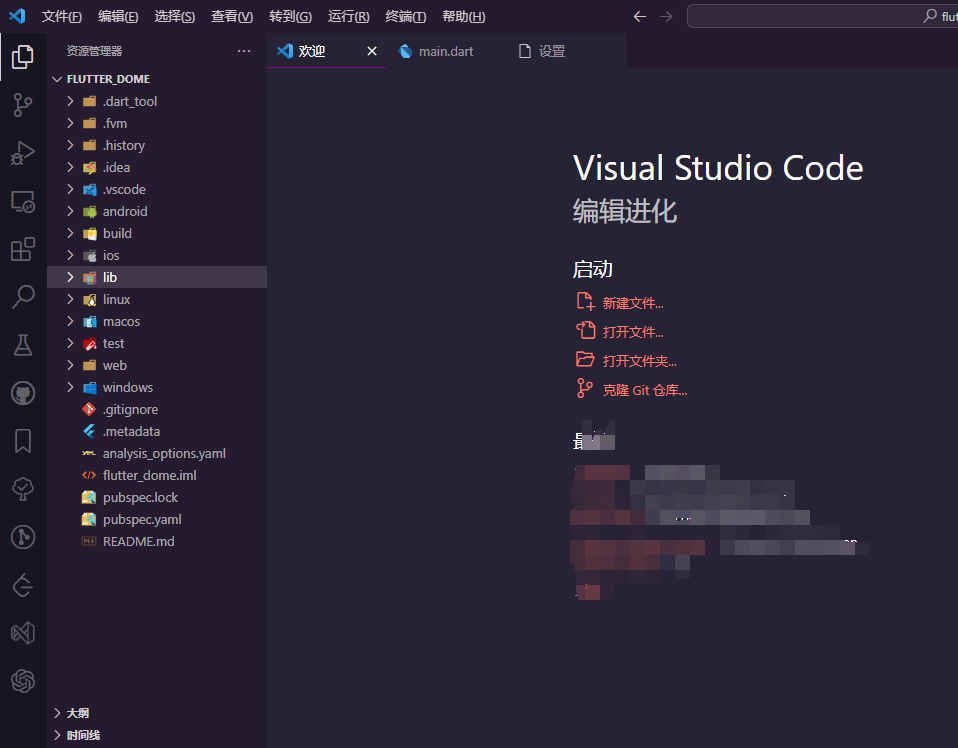 文件(F) 编辑(E) 选择(S) 查看(V) 转到(G) 运行(R) 终端(T) 帮助(H) flut
资源管理器 ···
欢迎 main.dart 设置
FLUTTER_DOME
.dart_tool
.fvm
.history
.idea
.vscode
android
build
ios
lib
linux
macos
test
web
windows
.gitignore
.metadata
analysis_options.yaml
flutter_dome.iml
pubspec.lock
pubspec.yaml
README.md
大纲
时间线
Visual Studio Code
编辑进化
启动
新建文件...
打开文件...
打开文件夹...
克隆 Git 仓库...